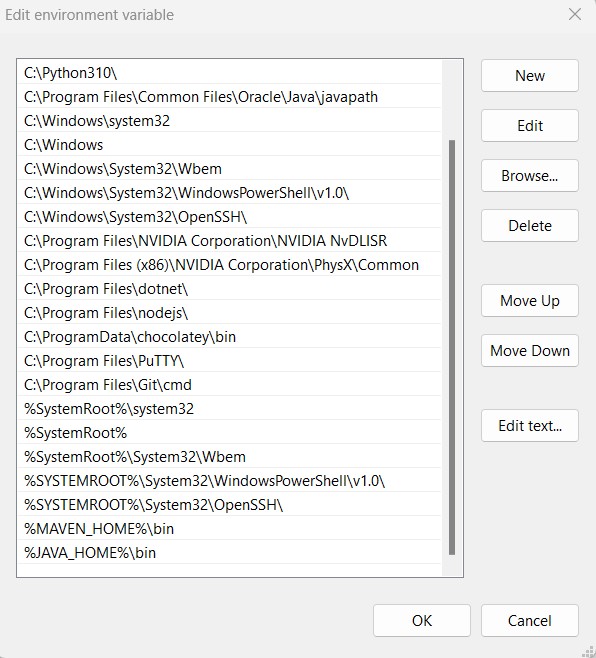 Edit environment variable
C:\Python310\
C:\Program Files\Common Files\Oracle\Java\javapath
C:\Windows\system32
C:\Windows
C:\Windows\System32\Wbem
C:\Windows\System32\WindowsPowerShell\v1.0\
C:\Windows\System32\OpenSSH\
C:\Program Files\NVIDIA Corporation\NVIDIA NvDLISR
C:\Program Files (x86)\NVIDIA Corporation\PhysX\Common
C:\Program Files\dotnet\
C:\Program Files\nodejs\
C:\ProgramData\chocolatey\bin
C:\Program Files\PuTTY\
C:\Program Files\Git\cmd
%SystemRoot%\system32
%SystemRoot%
%SystemRoot%\System32\Wbem
%SYSTEMROOT%\System32\WindowsPowerShell\v1.0\
%SYSTEMROOT%\System32\OpenSSH\
%MAVEN_HOME%\bin
%JAVA_HOME%\bin
New
Edit
Browse...
Delete
Move Up
Move Down
Edit text...
OK
Cancel